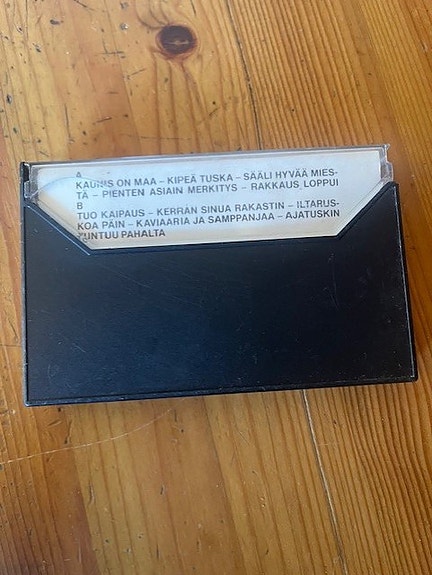 A
KAUNIS ON MAA – KIPEÄ TUSKA – SÄÄLI HYVÄÄ MIES-
TÄ – PIENTEN ASIAIN MERKITYS – RAKKAUS LOPPUI
B
TUO KAIPAUS – KERRAN SINUA RAKASTIN – ILTARUS-
KOA PÄIN – KAVIAARIA JA SAMPPANJAA – AJATUSKIN
TUNTUU PAHALTA